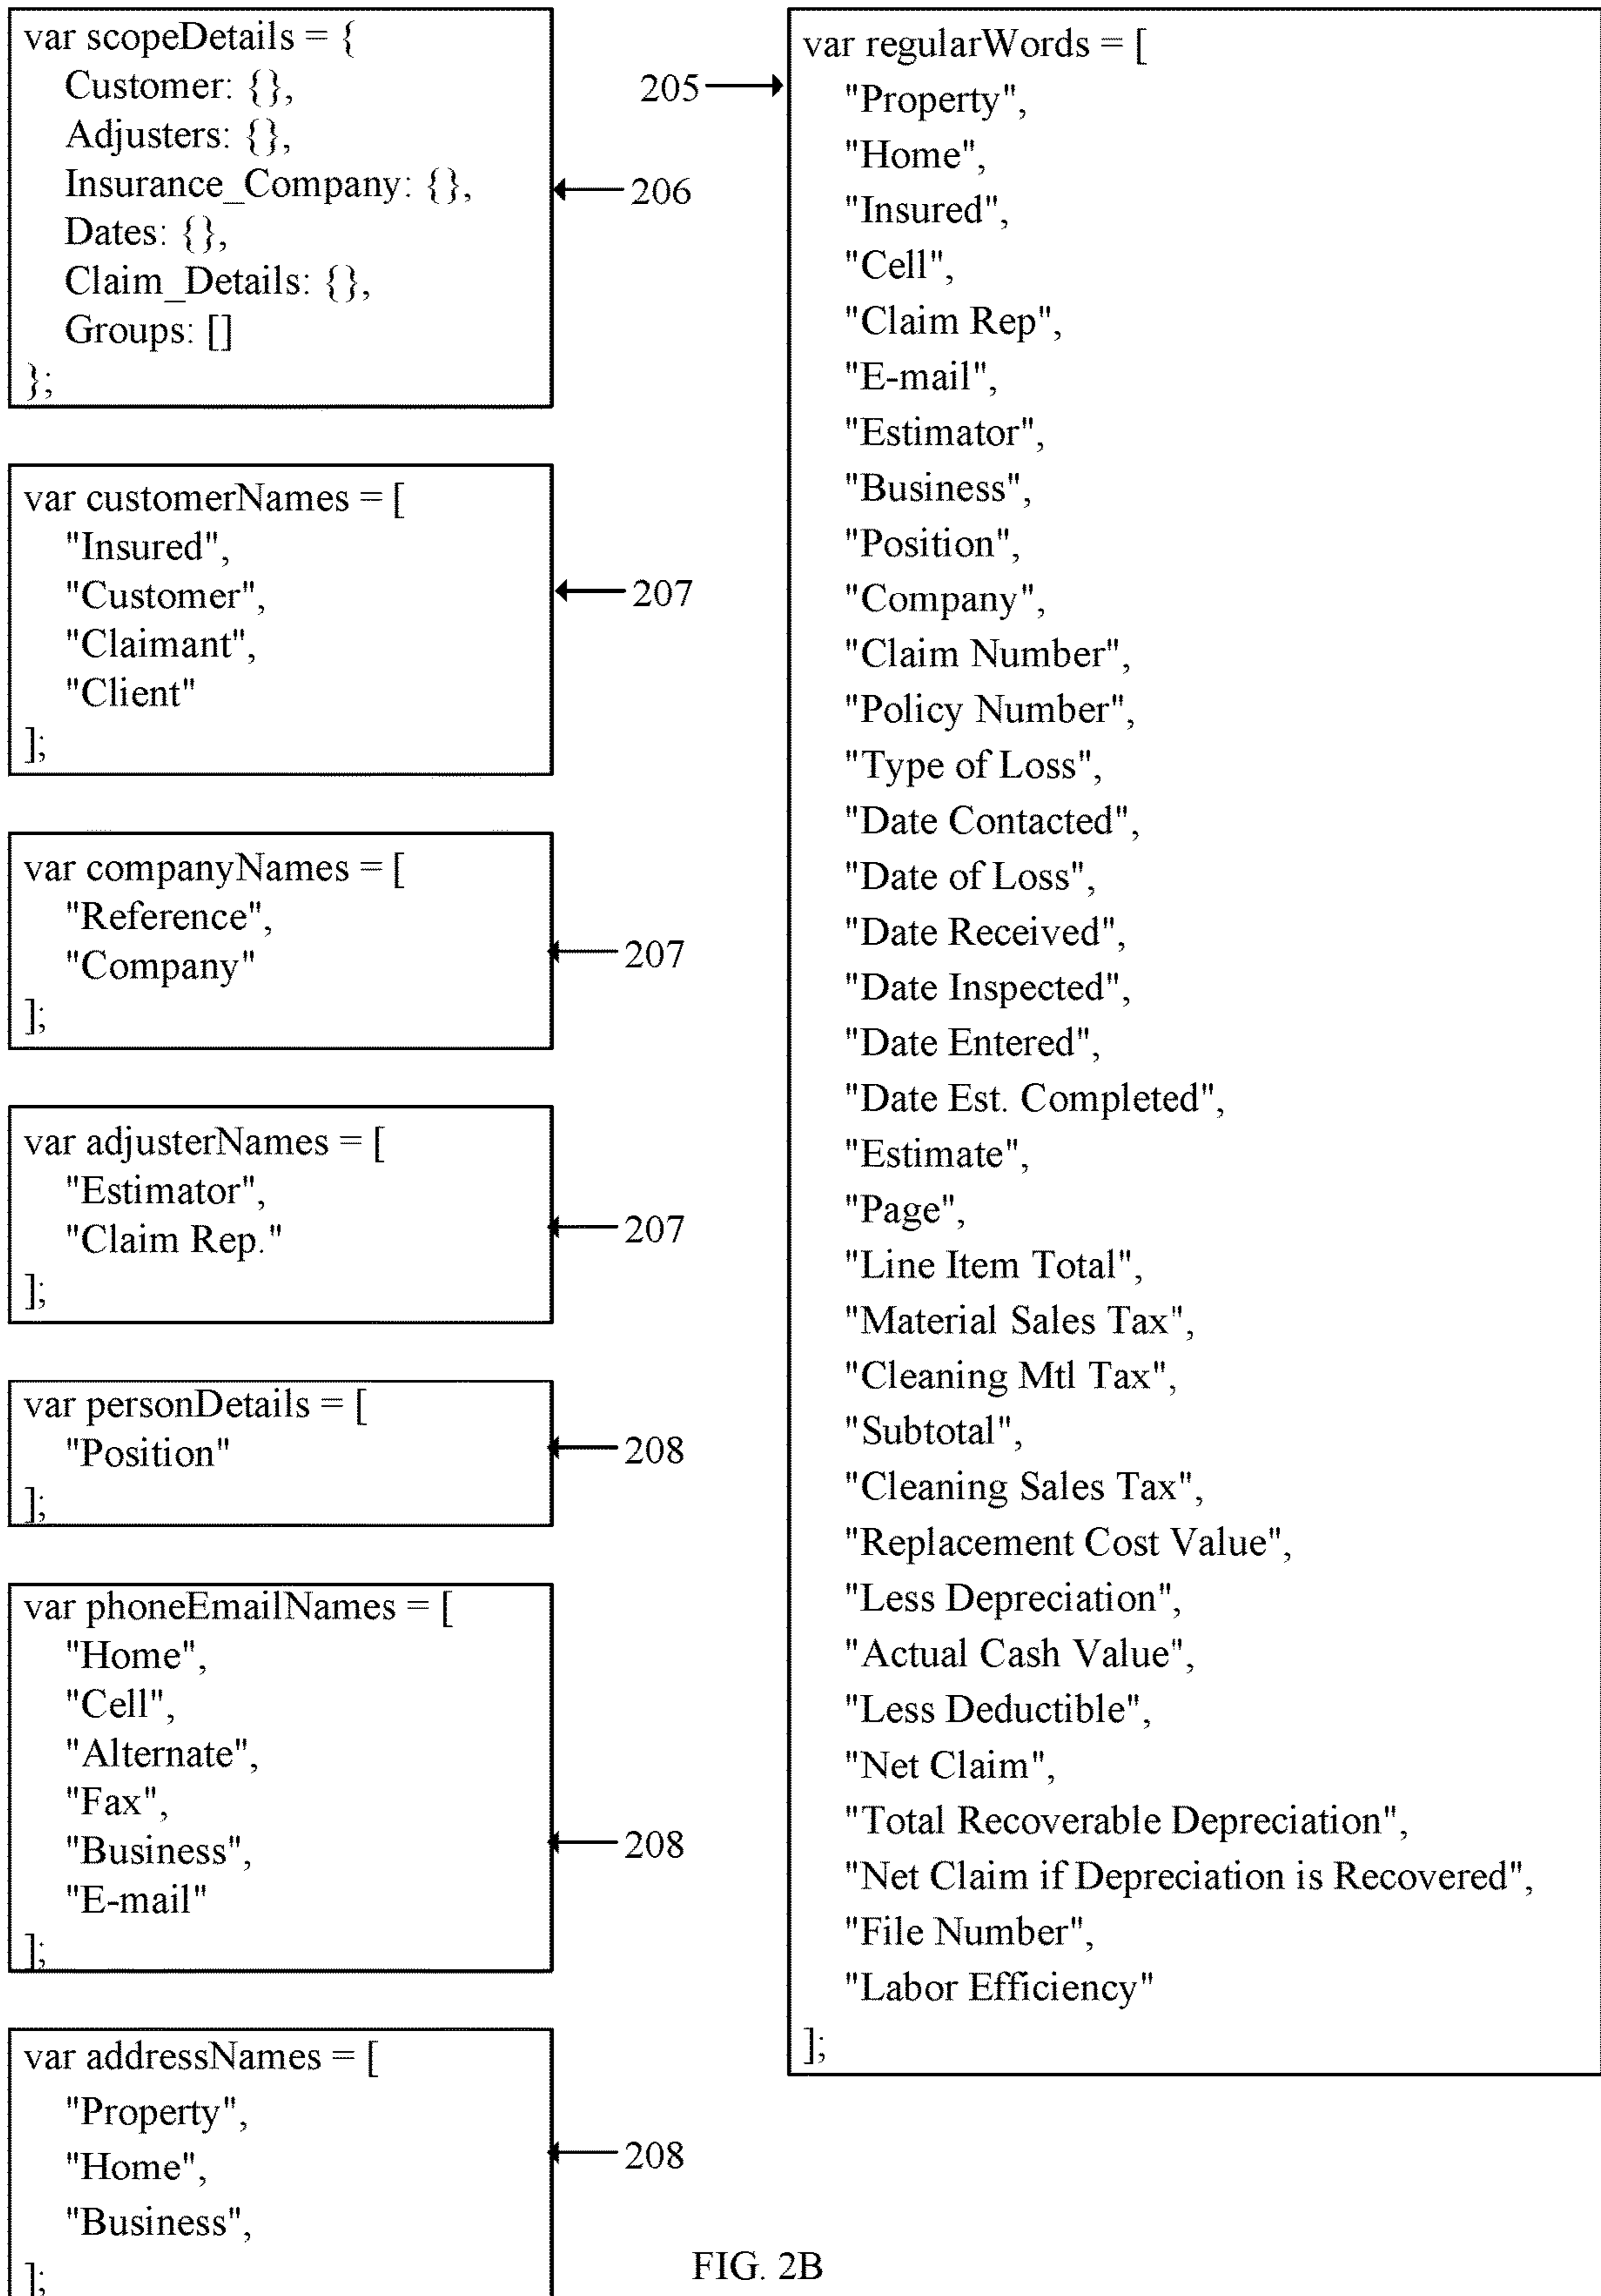 var scopeDetails = {
Customer: {},
Adjusters: {},
Insurance_Company: {},
Dates: {},
Claim_Details: {},
Groups: []
};
206
var customerNames = [
"Insured",
"Customer",
"Claimant",
"Client"
];
207
var companyNames = [
"Reference",
"Company"
];
207
var adjusterNames = [
"Estimator",
"Claim Rep."
];
207
var personDetails = [
"Position"
];
208
var phoneEmailNames = [
"Home",
"Cell",
"Alternate",
"Fax",
"Business",
"E-mail"
];
208
var addressNames = [
"Property",
"Home",
"Business",
];
208
205
var regularWords = [
"Property",
"Home",
"Insured",
"Cell",
"Claim Rep",
"E-mail",
"Estimator",
"Business",
"Position",
"Company",
"Claim Number",
"Policy Number",
"Type of Loss",
"Date Contacted",
"Date of Loss",
"Date Received",
"Date Inspected",
"Date Entered",
"Date Est. Completed",
"Estimate",
"Page",
"Line Item Total",
"Material Sales Tax",
"Cleaning Mtl Tax",
"Subtotal",
"Cleaning Sales Tax",
"Replacement Cost Value",
"Less Depreciation",
"Actual Cash Value",
"Less Deductible",
"Net Claim",
"Total Recoverable Depreciation",
"Net Claim if Depreciation is Recovered",
"File Number",
"Labor Efficiency"
];
FIG. 2B